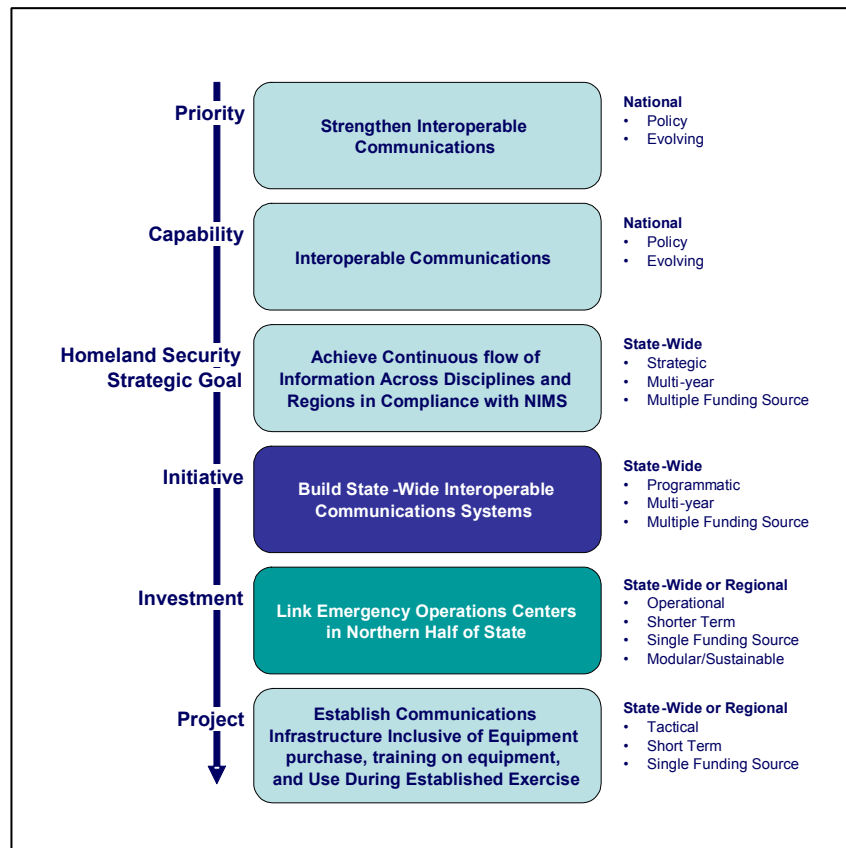 Priority
Strengthen Interoperable
Communications
National
• Policy
• Evolving
Capability
Interoperable Communications
National
• Policy
• Evolving
Homeland Security
Strategic Goal
Achieve Continuous flow of
Information Across Disciplines and
Regions in Compliance with NIMS
State-Wide
• Strategic
• Multi-year
• Multiple Funding Source
Initiative
Build State -Wide Interoperable
Communications Systems
State-Wide
• Programmatic
• Multi-year
• Multiple Funding Source
Investment
Link Emergency Operations Centers
in Northern Half of State
State-Wide or Regional
• Operational
• Shorter Term
• Single Funding Source
• Modular/Sustainable
Project
Establish Communications
Infrastructure Inclusive of Equipment
purchase, training on equipment,
and Use During Established Exercise
State-Wide or Regional
• Tactical
• Short Term
• Single Funding Source